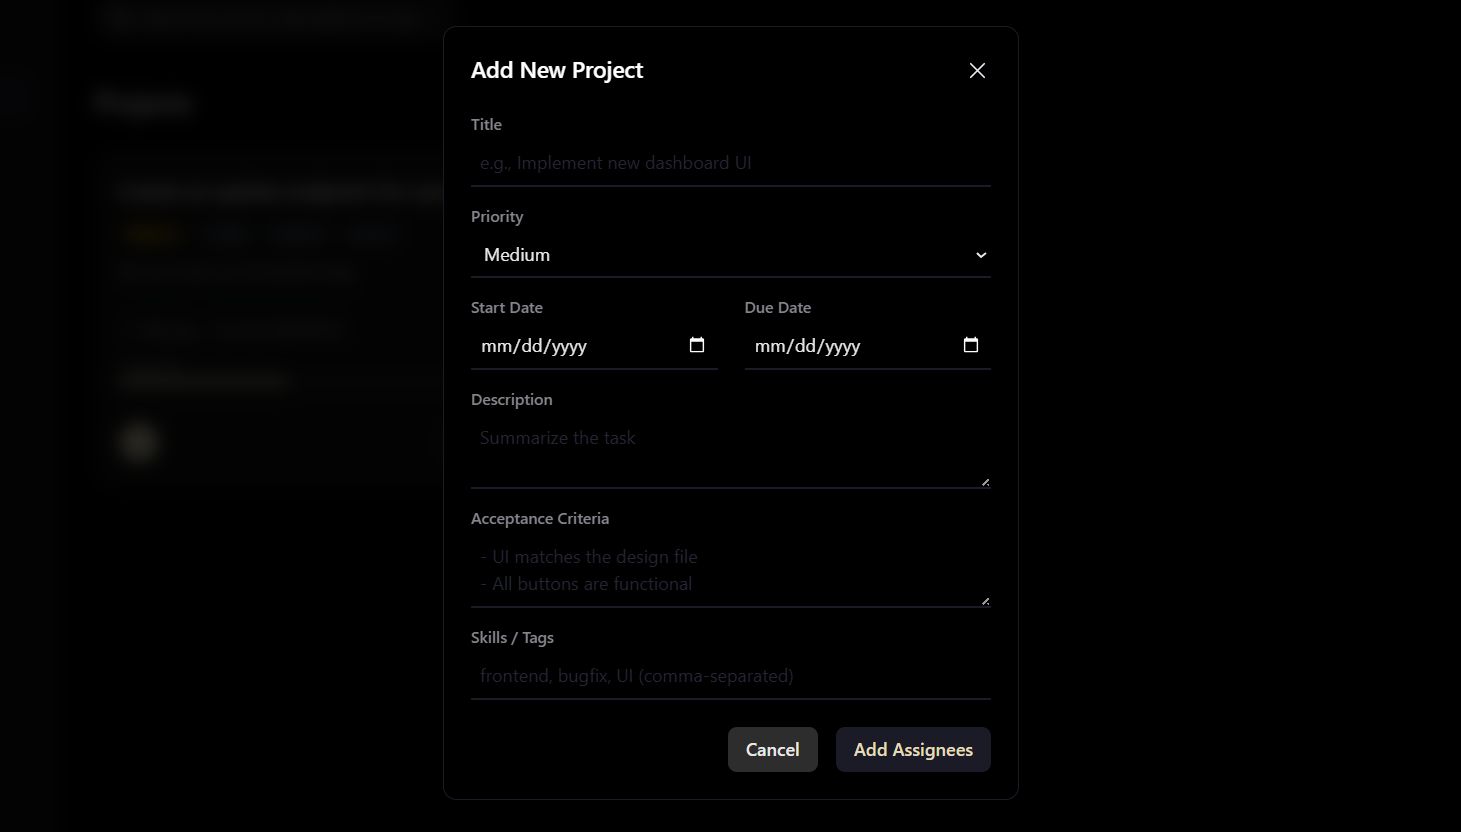 Add New Project
Title
e.g., Implement new dashboard UI
Priority
Medium
Start Date
Due Date
mm/dd/yyyy
mm/dd/yyyy
Description
Summarize the task
Acceptance Criteria
- UI matches the design file
- All buttons are functional
Skills / Tags
frontend, bugfix, UI (comma-separated)
Cancel
Add Assignees